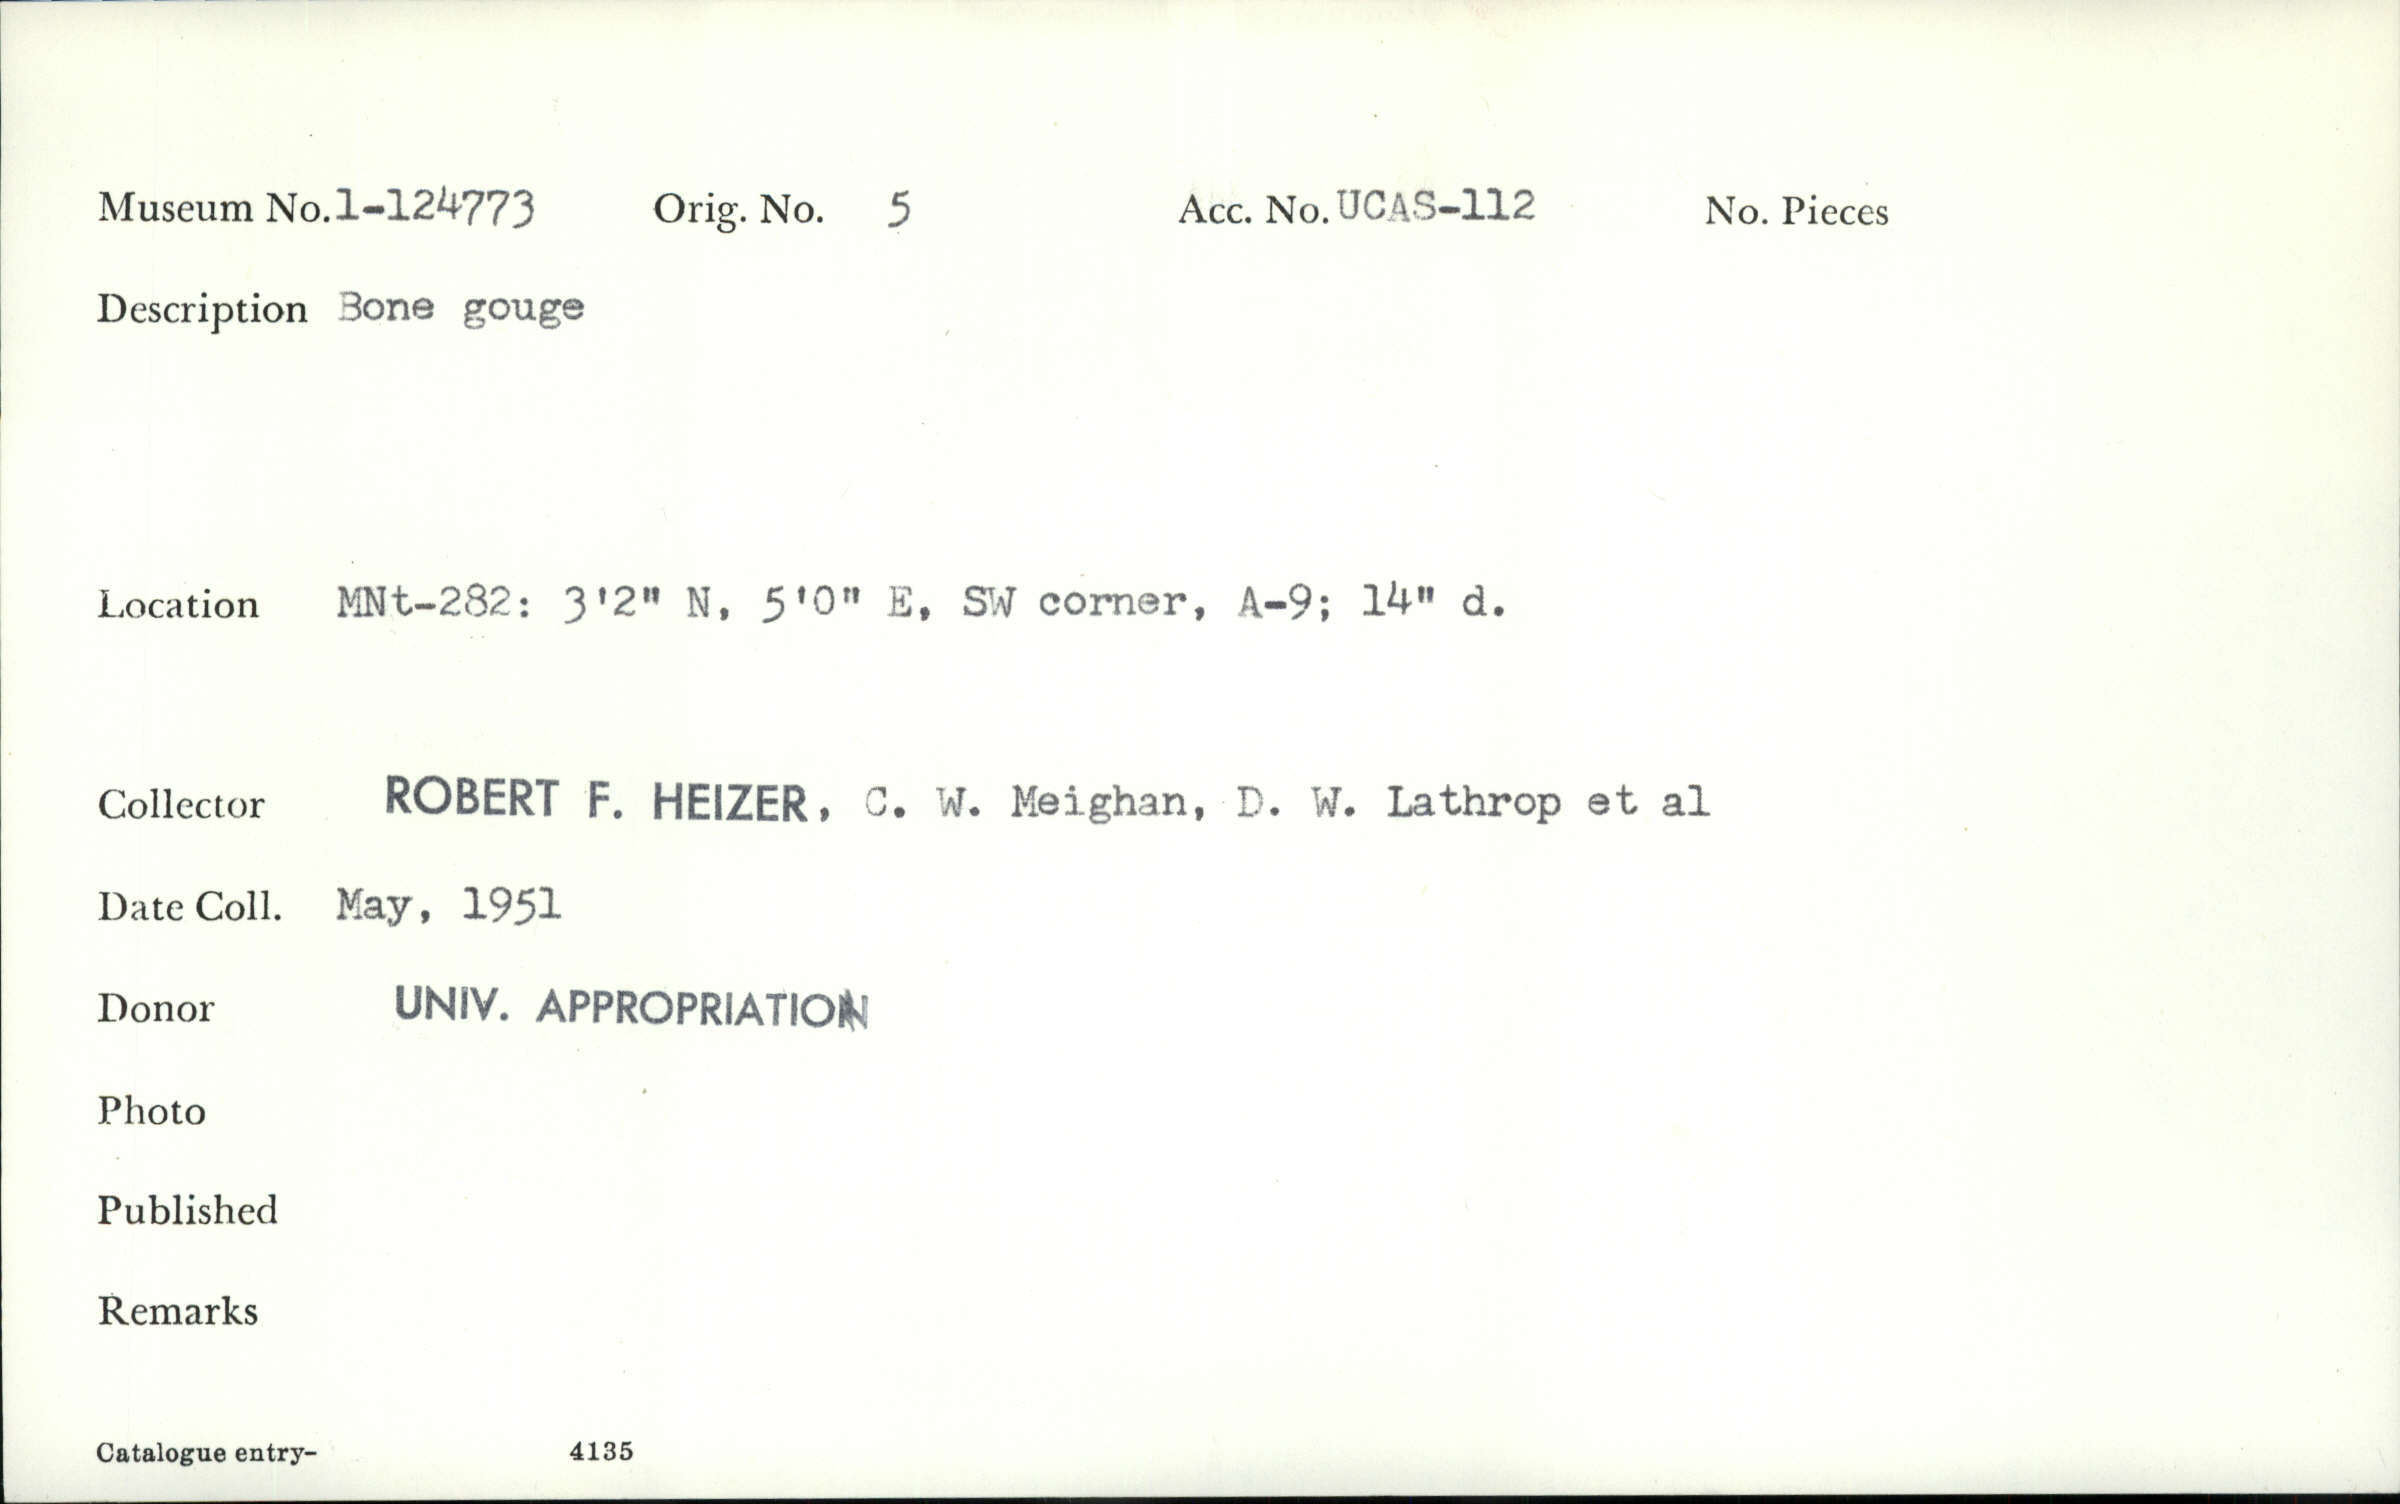 Museum No. 1-124773 Orig. No. 5 Acc. No. UCAS-112 No. Pieces
Description Bone gouge
Location MNt-282: 3'2" N, 5'0" E, SW corner, A-9; 14" d.
Collector ROBERT F. HEIZER, C. W. Meighan, D. W. Lathrop et al
Date Coll. May, 1951
Donor UNIV. APPROPRIATION
Photo
Published
Remarks
Catalogue entry- 4135